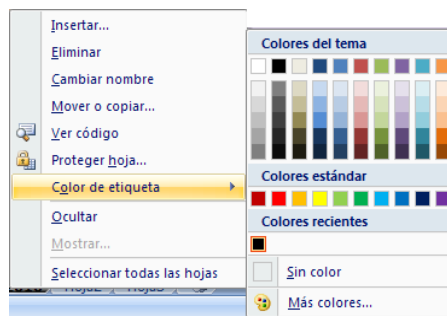 Insertar...
Eliminar
Cambiar nombre
Mover o copiar...
Ver código
Proteger hoja...
Color de etiqueta
Ocultar
Mostrar...
Seleccionar todas las hojas
Colores del tema
Colores estándar
Colores recientes
Sin color
Más colores...